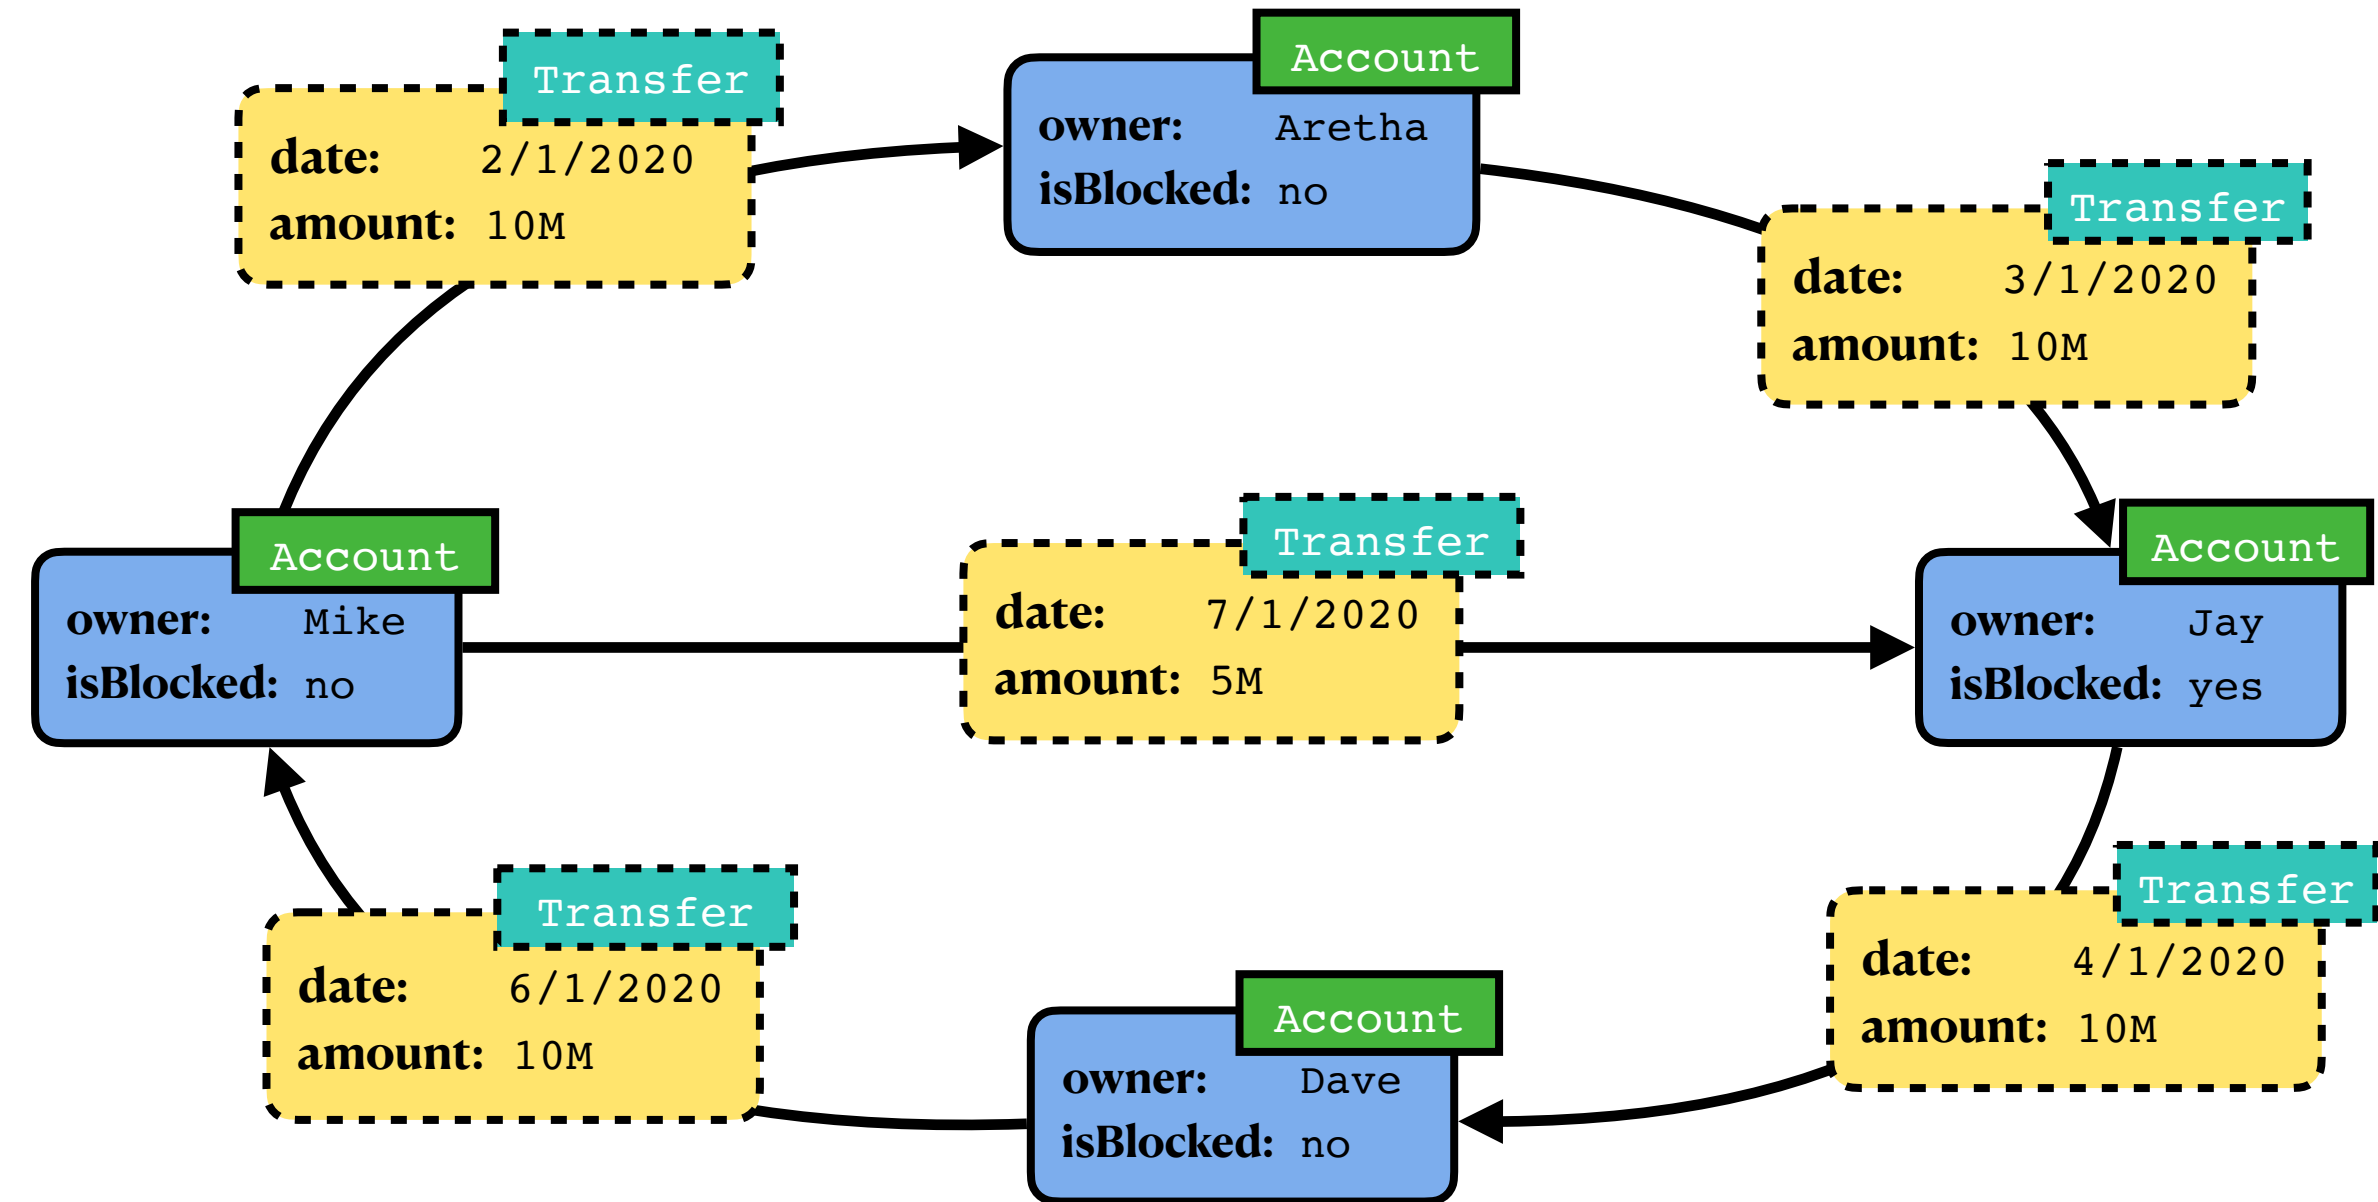 Transfer
date: 2/1/2020
amount: 10M
Account
owner: Aretha
isBlocked: no
Transfer
date: 3/1/2020
amount: 10M
Account
owner: Mike
isBlocked: no
Transfer
date: 7/1/2020
amount: 5M
Account
owner: Jay
isBlocked: yes
Transfer
date: 6/1/2020
amount: 10M
Account
owner: Dave
isBlocked: no
Transfer
date: 4/1/2020
amount: 10M